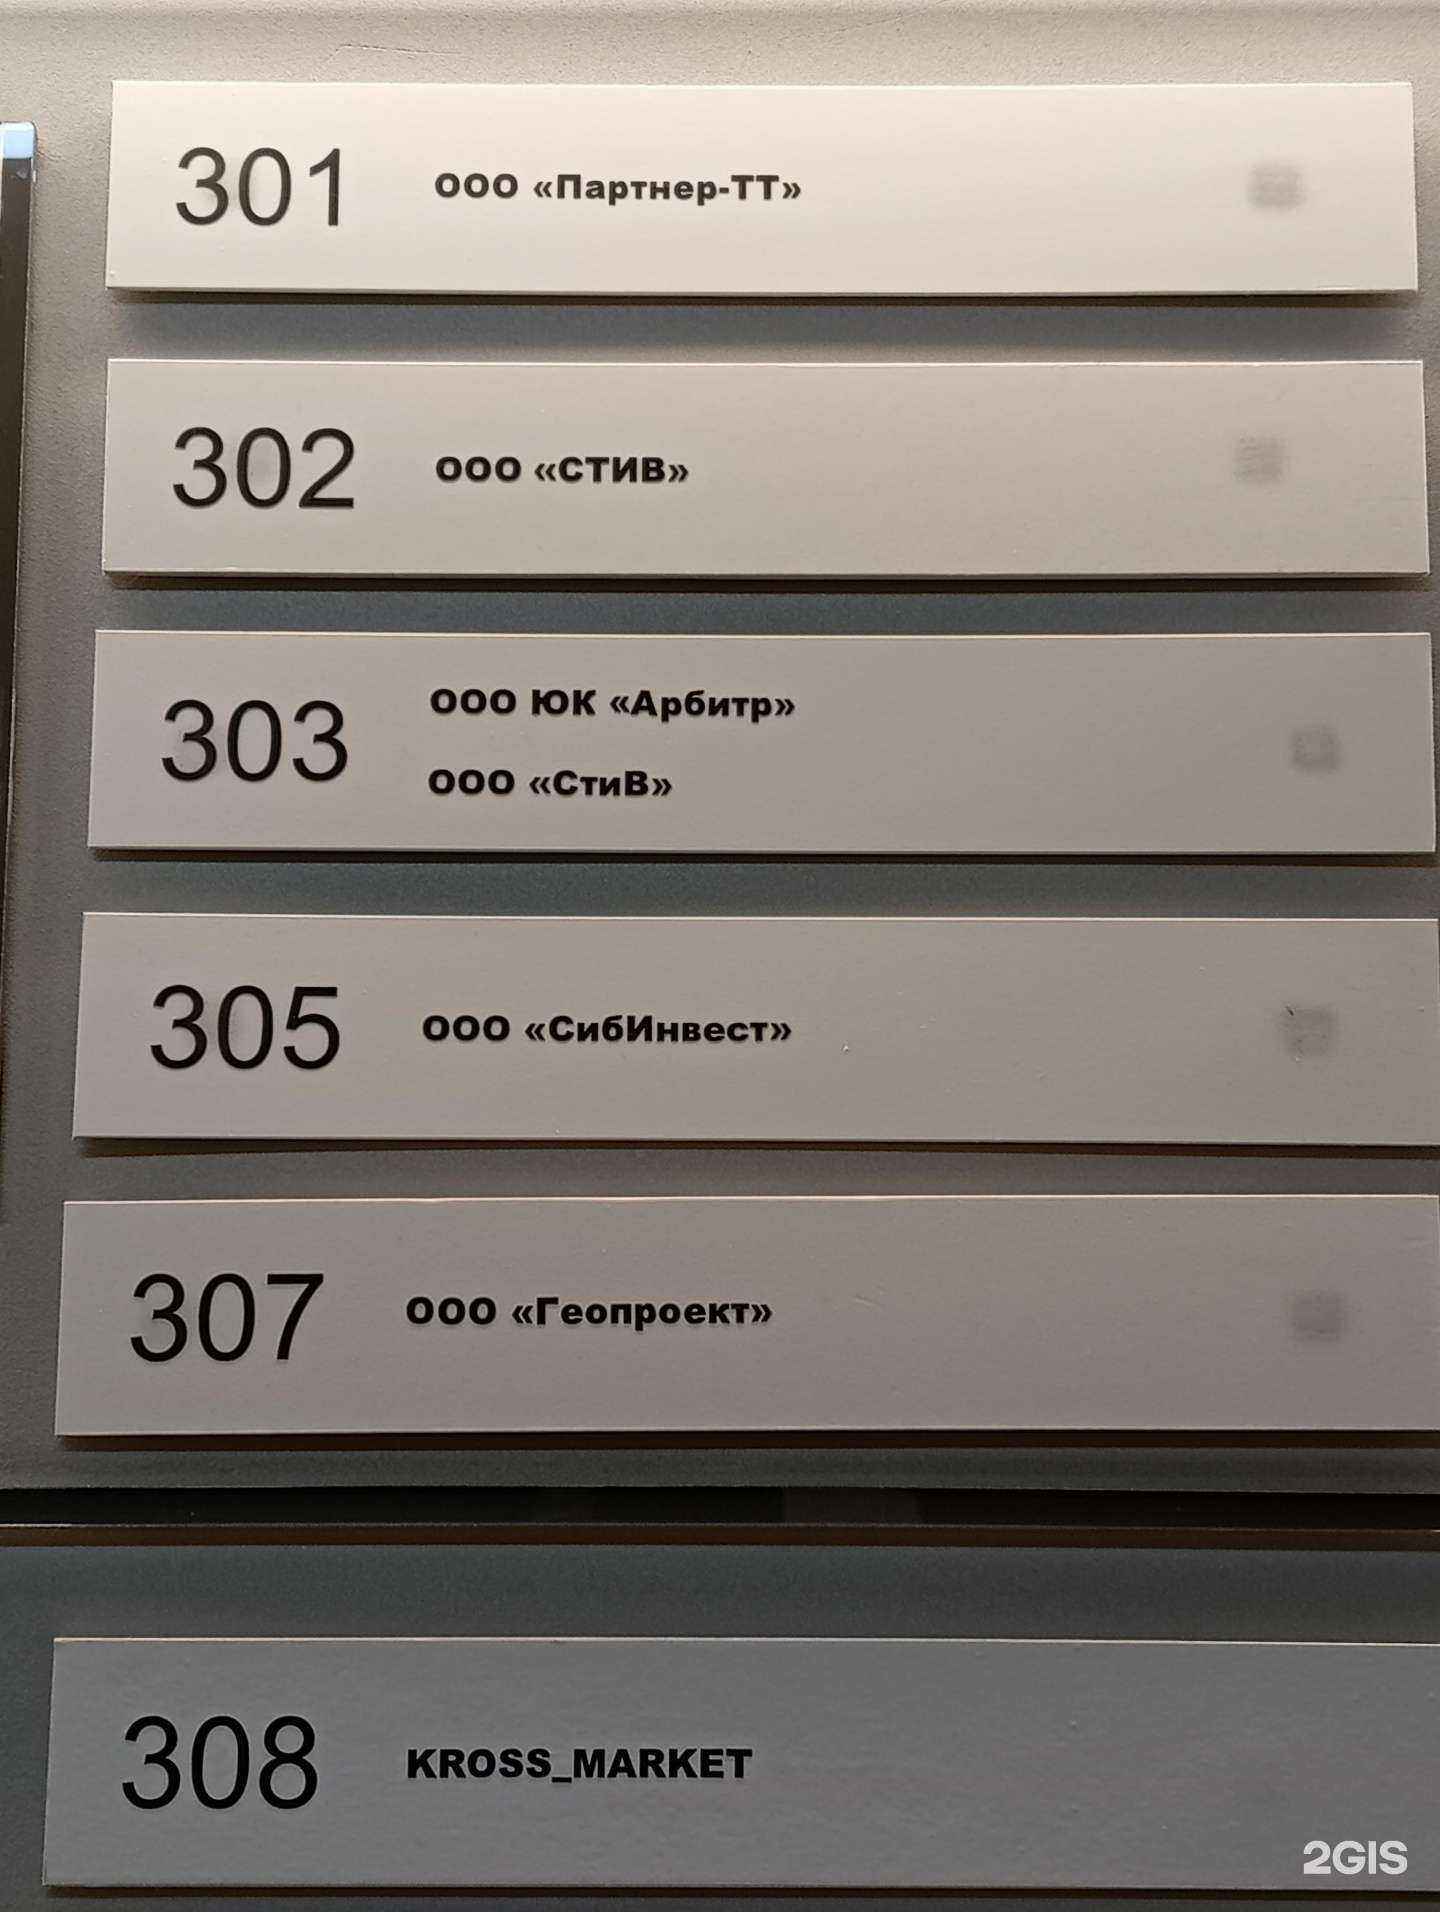 301 ООО «Партнер-ТТ»
302 ООО «СТИВ»
303 ООО ЮК «Арбитр»
ООО «СтиВ»
305 ООО «СибИнвест»
307 ООО «Геопроект»
308 KROSS_MARKET
2GIS